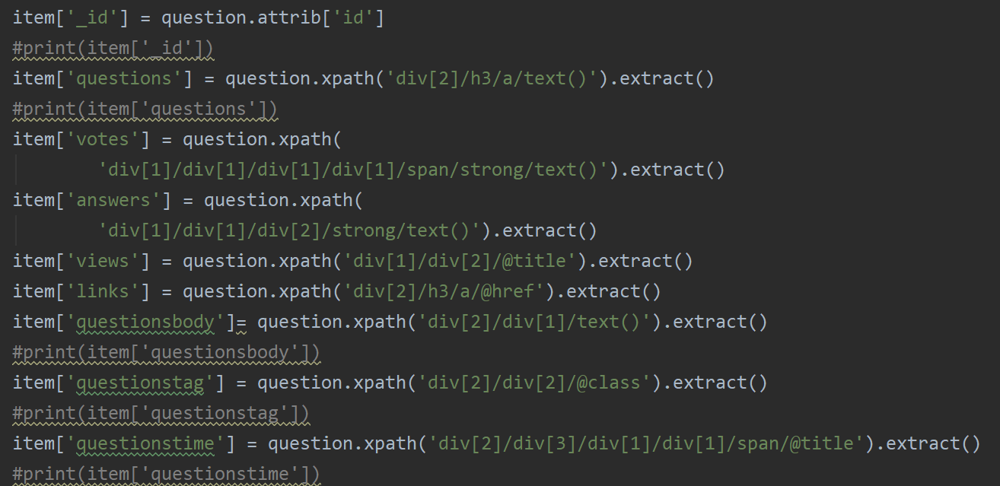 item['_id'] = question.attrib['id']
#print(item['_id'])
item['questions'] = question.xpath('div[2]/h3/a/text()').extract()
#print(item['questions'])
item['votes'] = question.xpath(
        'div[1]/div[1]/div[1]/div[1]/span/strong/text()').extract()
item['answers'] = question.xpath(
        'div[1]/div[1]/div[2]/strong/text()').extract()
item['views'] = question.xpath('div[1]/div[2]/@title').extract()
item['links'] = question.xpath('div[2]/h3/a/@href').extract()
item['questionsbody']= question.xpath('div[2]/div[1]/text()').extract()
#print(item['questionsbody'])
item['questionstag'] = question.xpath('div[2]/div[2]/@class').extract()
#print(item['questionstag'])
item['questionstime'] = question.xpath('div[2]/div[3]/div[1]/div[1]/span/@title').extract()
#print(item['questionstime'])